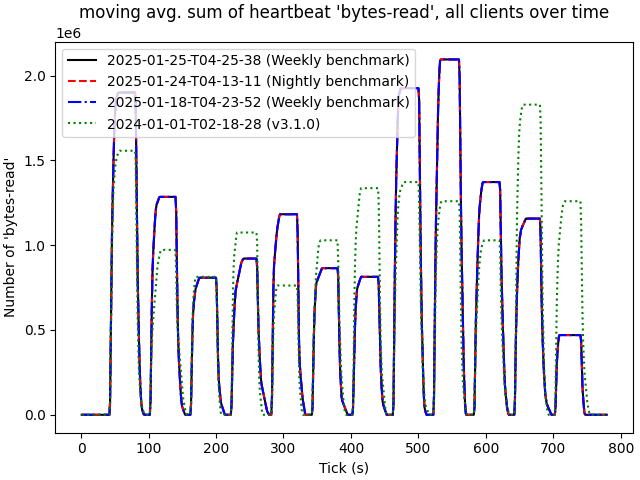 moving avg. sum of heartbeat 'bytes-read', all clients over time
1e6
2025-01-25-T04-25-38 (Weekly benchmark)
2025-01-24-T04-13-11 (Nightly benchmark)
2025-01-18-T04-23-52 (Weekly benchmark)
2024-01-01-T02-18-28 (v3.1.0)
Number of 'bytes-read'
2.0
1.5
1.0
0.5
0.0
0 100 200 300 400 500 600 700 800
Tick (s)